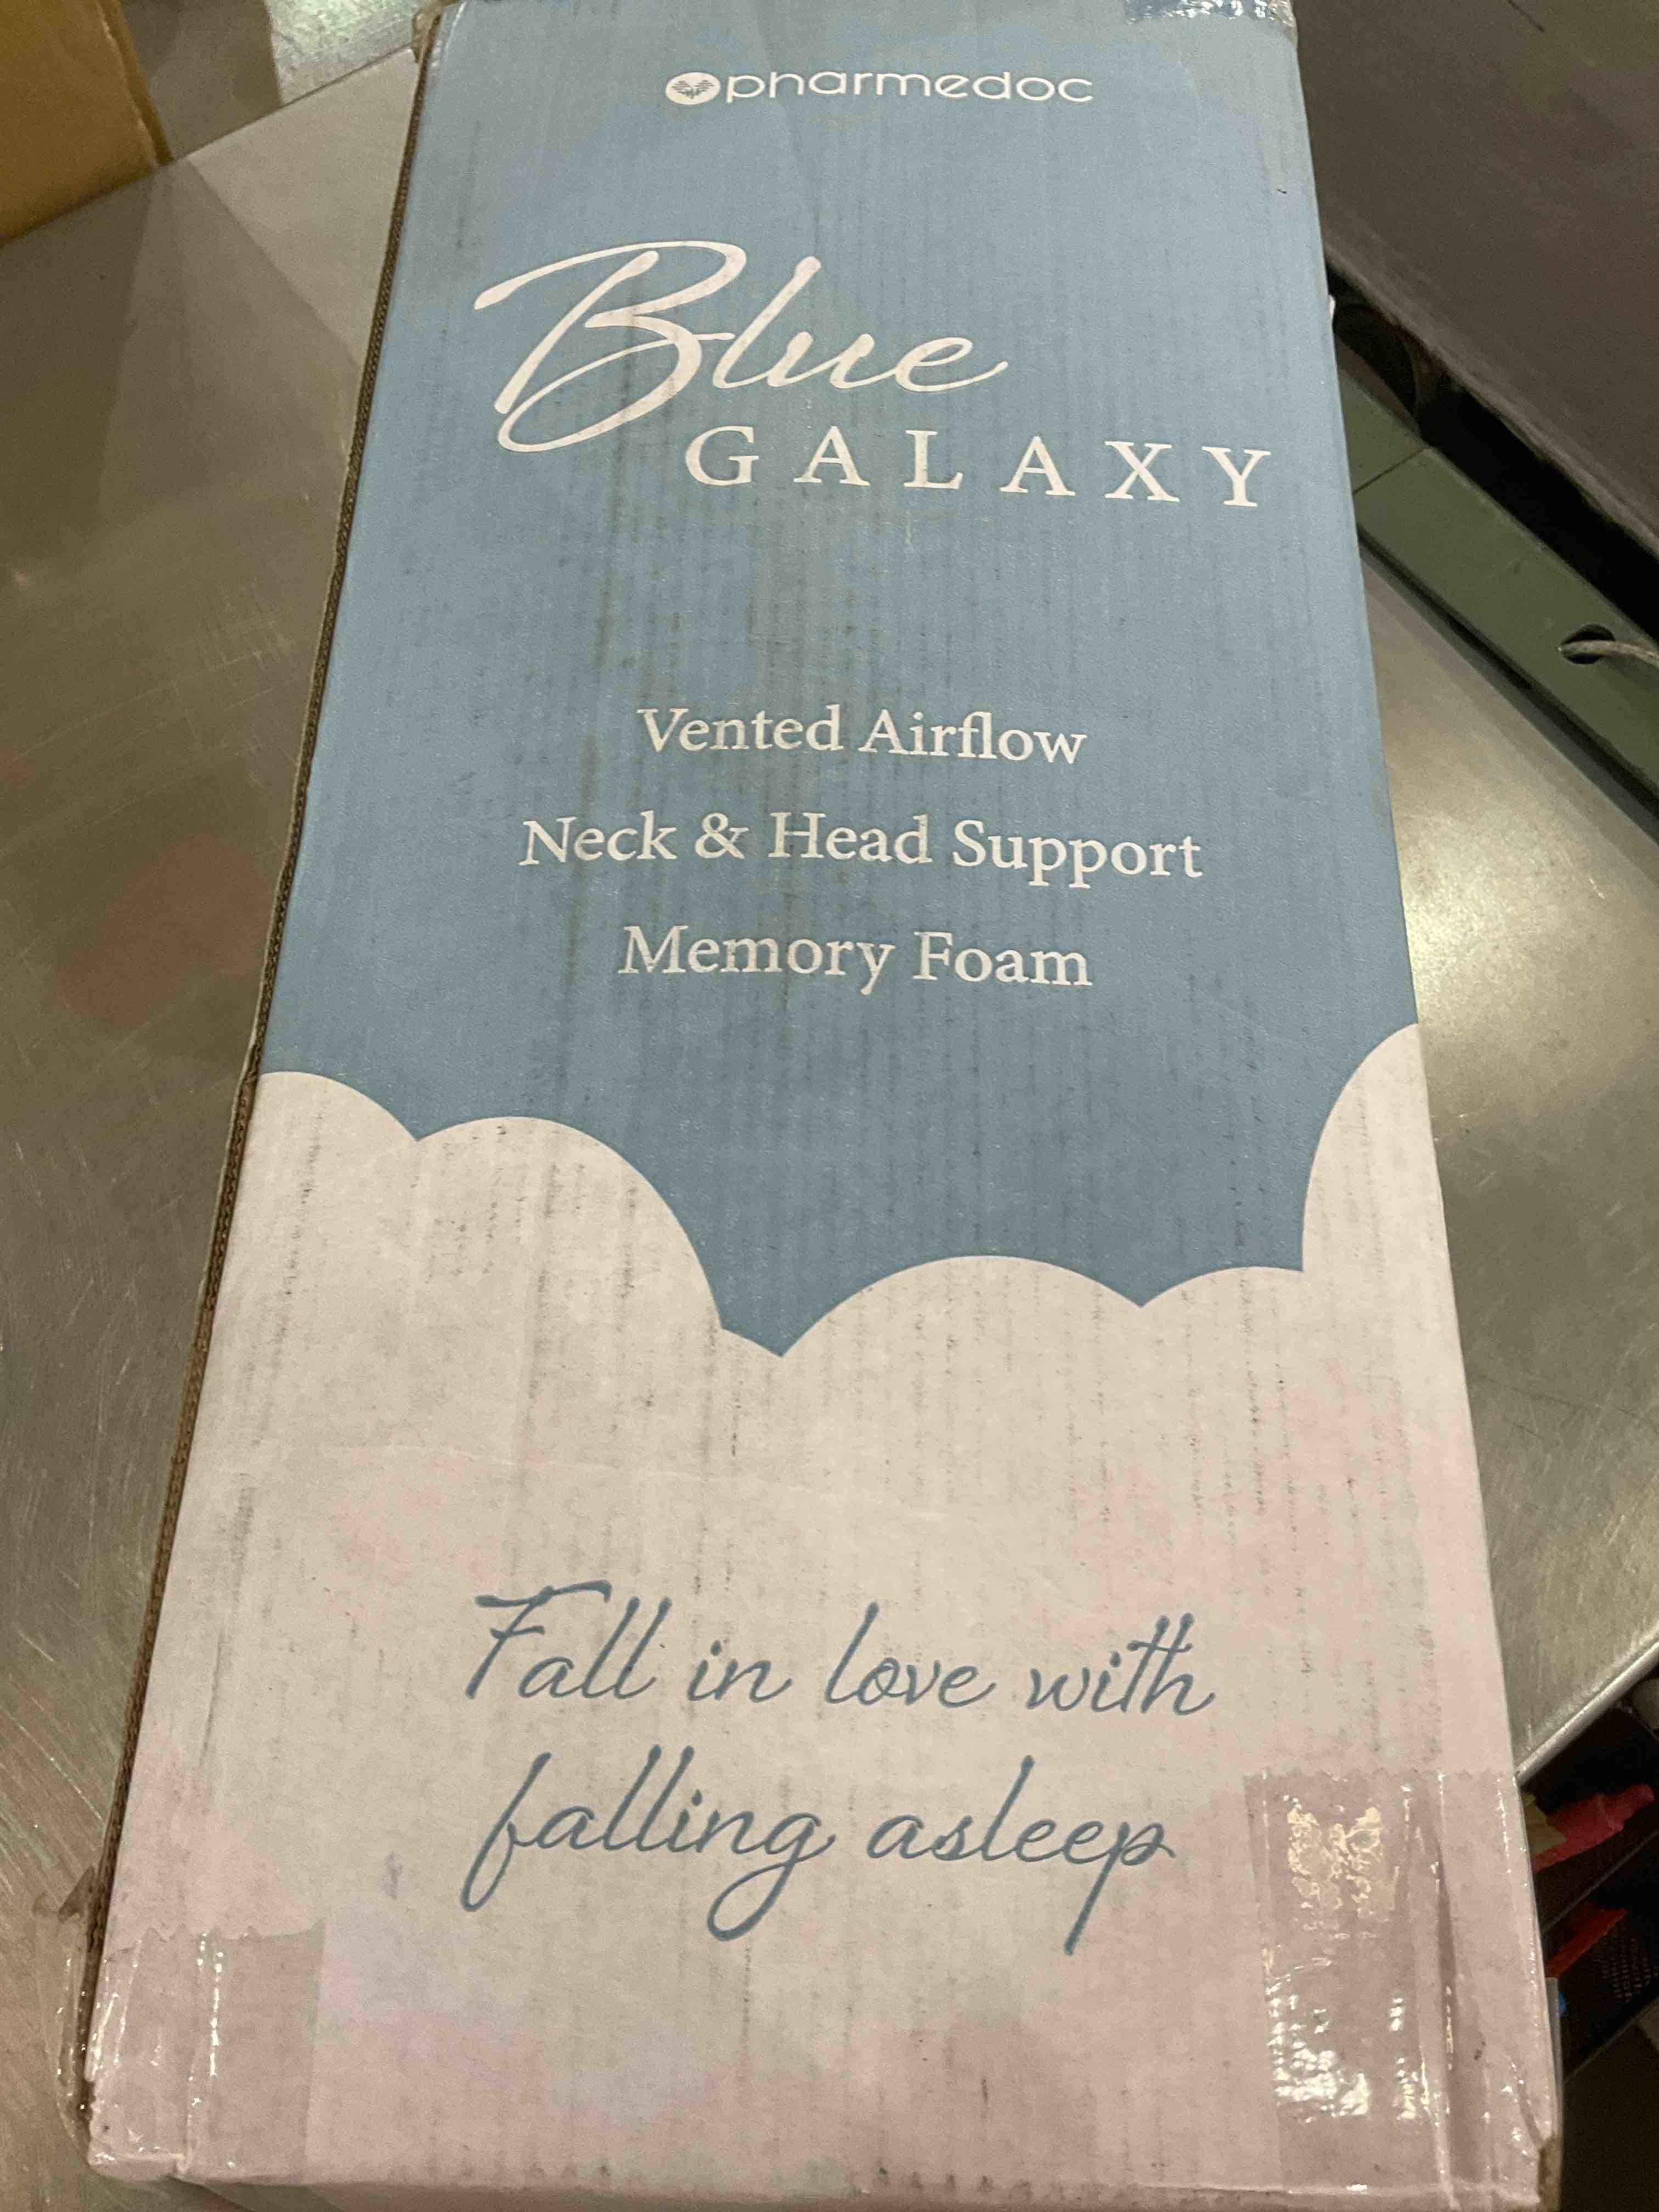 pharmedoc
Blue
GALAXY
Vented Airflow
Neck & Head Support
Memory Foam
Fall in love with
falling asleep